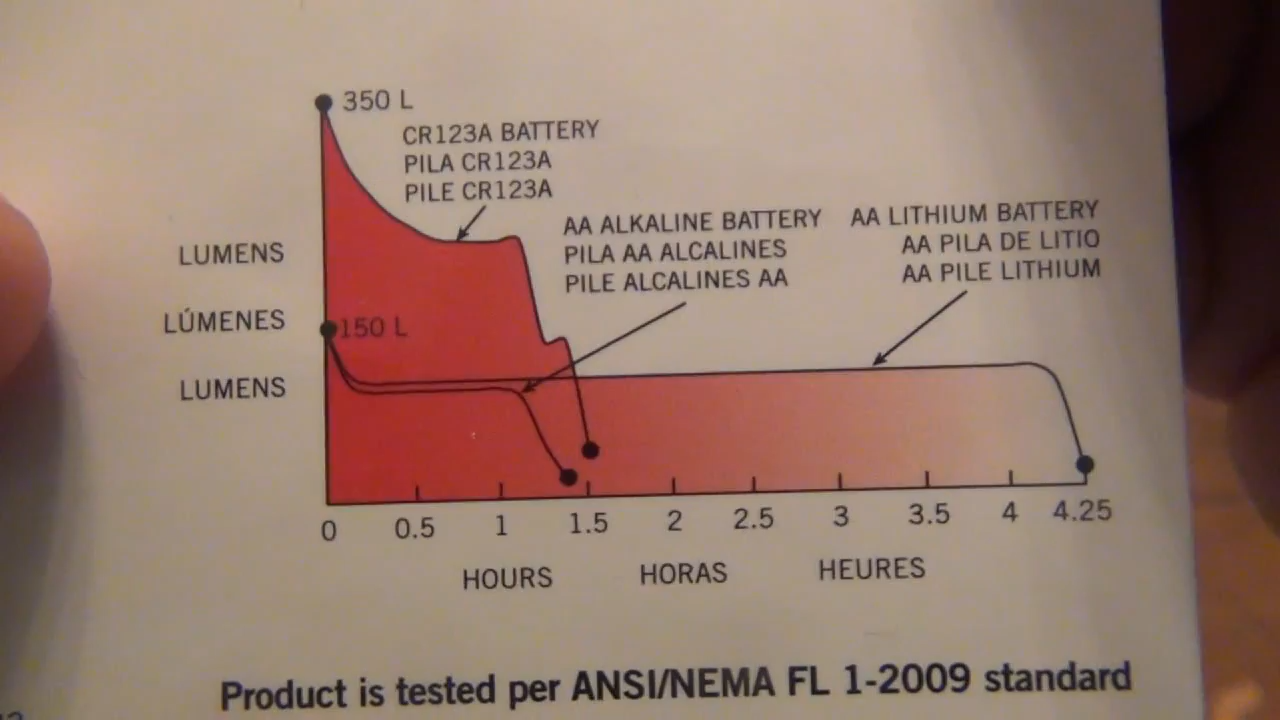 350 L
CR123A BATTERY
PILA CR123A
PILE CR123A
AA ALKALINE BATTERY
PILA AA ALCALINES
PILE ALCALINES AA
AA LITHIUM BATTERY
AA PILA DE LITIO
AA PILE LITHIUM
LUMENS
LÚMENES
LUMENS
150 L
0 0.5 1 1.5 2 2.5 3 3.5 4 4.25
HOURS HORAS HEURES
Product is tested per ANSI/NEMA FL 1-2009 standard